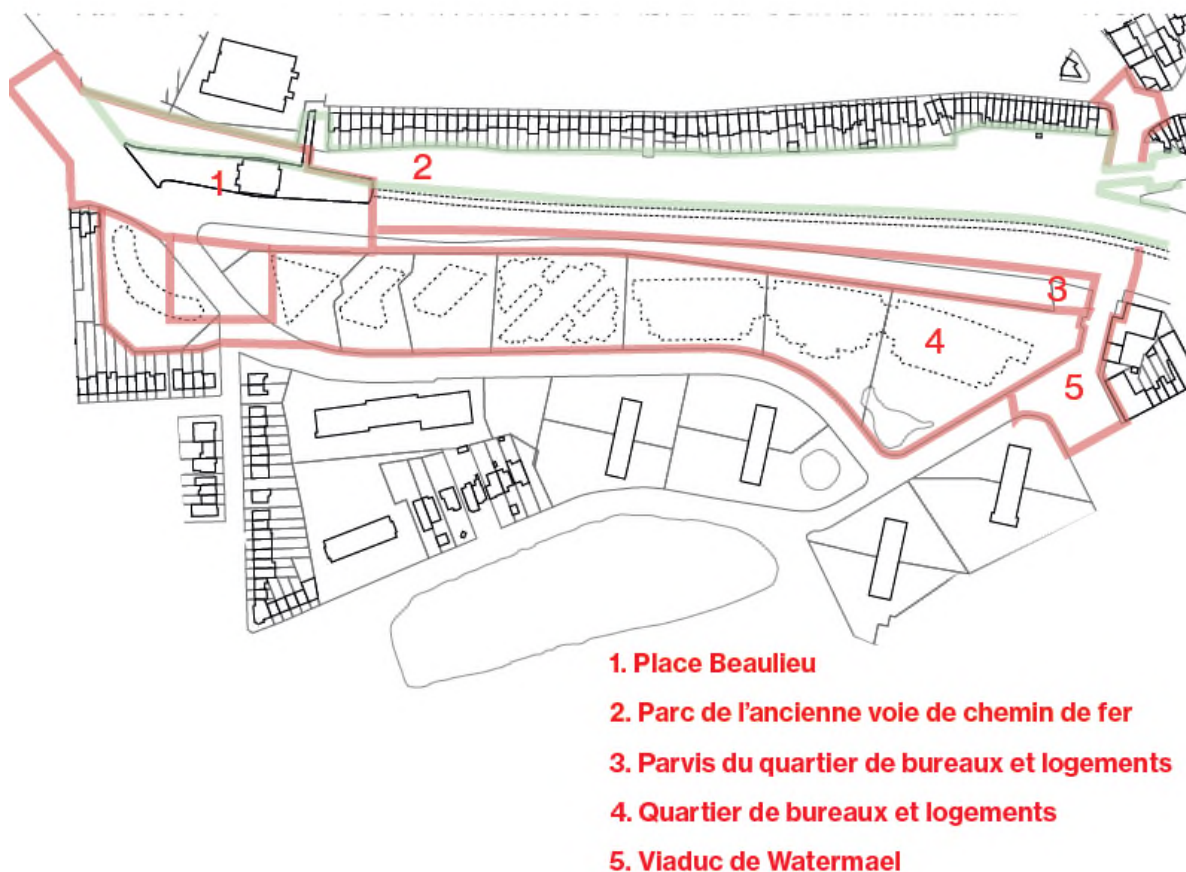 1
2
3
4
5
1. Place Beaulieu
2. Parc de l'ancienne voie de chemin de fer
3. Parvis du quartier de bureaux et logements
4. Quartier de bureaux et logements
5. Viaduc de Watermael